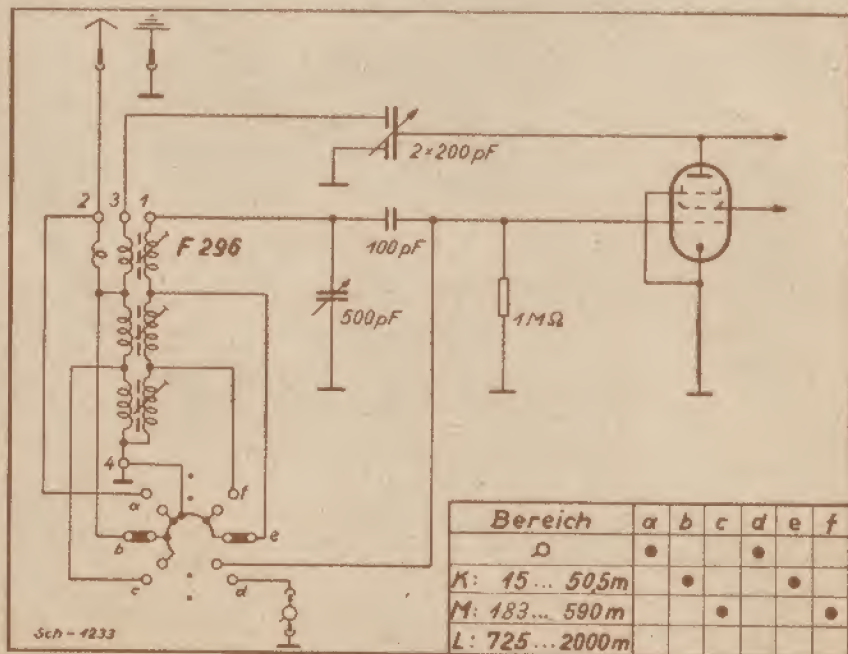 2 3 1
F 296
2×200pF
100pF
500pF
1MΩ
4
a
f
b
e
c
d
Sch-1233
Bereich a b c d e f
K: 15 ... 50,5m
M: 183 ... 590m
L: 725 ... 2000m